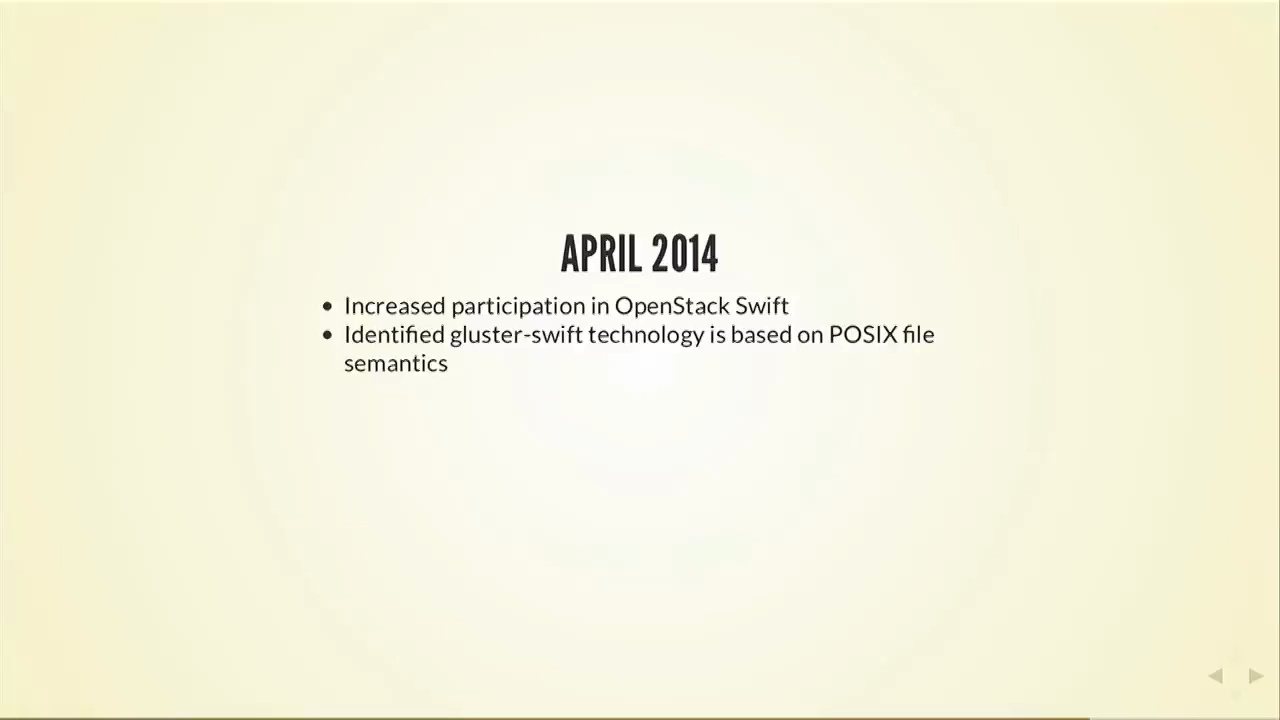 APRIL 2014
Increased participation in OpenStack Swift
Identified gluster-swift technology is based on POSIX file
semantics